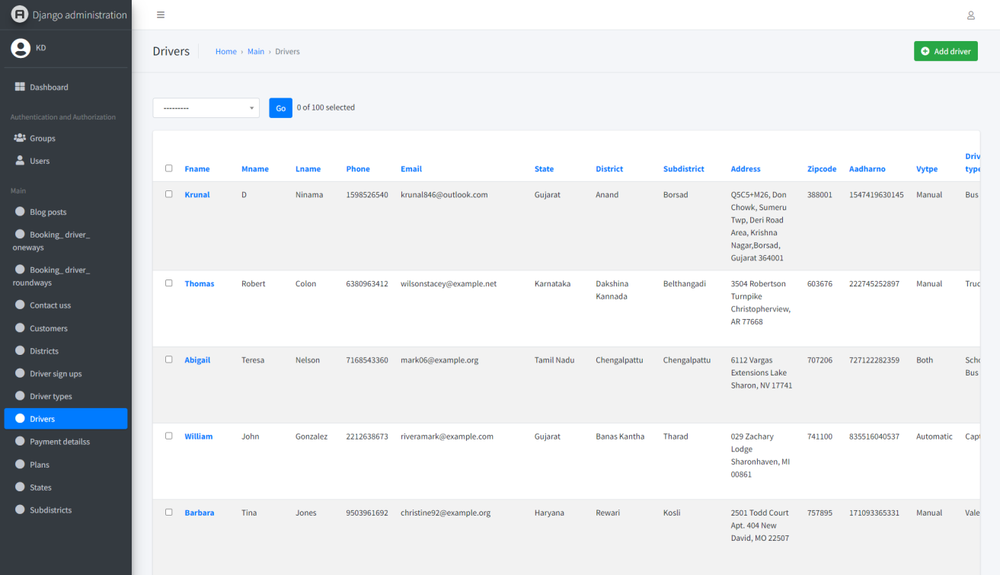 Django administration
KD
Dashboard
Authentication and Authorization
Groups
Users
Main
Blog posts
Booking_ driver_
oneways
Booking_ driver_
roundways
Contact uss
Customers
Districts
Driver sign ups
Driver types
Drivers
Payment detailss
Plans
States
Subdistricts
Drivers
Home › Main › Drivers
Add driver
---------
Go
0 of 100 selected
Fname Mname Lname Phone Email State District Subdistrict Address Zipcode Aadharno Vytpe Driv
type
Krunal D Ninama 1598526540 krunal846@outlook.com Gujarat Anand Borsad Q5C5+M26, Don 388001 1547419630145 Manual Bus
Chowk, Sumeru
Twp, Deri Road
Area, Krishna
Nagar,Borsad,
Gujarat 364001
Thomas Robert Colon 6380963412 wilsonstacey@example.net Karnataka Dakshina Belthangadi 3504 Robertson 603676 222745252897 Manual Truc
Kannada Turnpike
Christopherview,
AR 77668
Abigail Teresa Nelson 7168543360 mark06@example.org Tamil Nadu Chengalpattu Chengalpattu 6112 Vargas 707206 727122282359 Both Scho
Extensions Lake Bus
Sharon, NV 17741
William John Gonzalez 2212638673 riveramark@example.com Gujarat Banas Kantha Tharad 029 Zachary 741100 835516040537 Automatic Capt
Lodge
Sharonhaven, MI
00861
Barbara Tina Jones 9503961692 christine92@example.org Haryana Rewari Kosli 2501 Todd Court 757895 171093365331 Manual Vale
Apt. 404 New
David, MO 22507